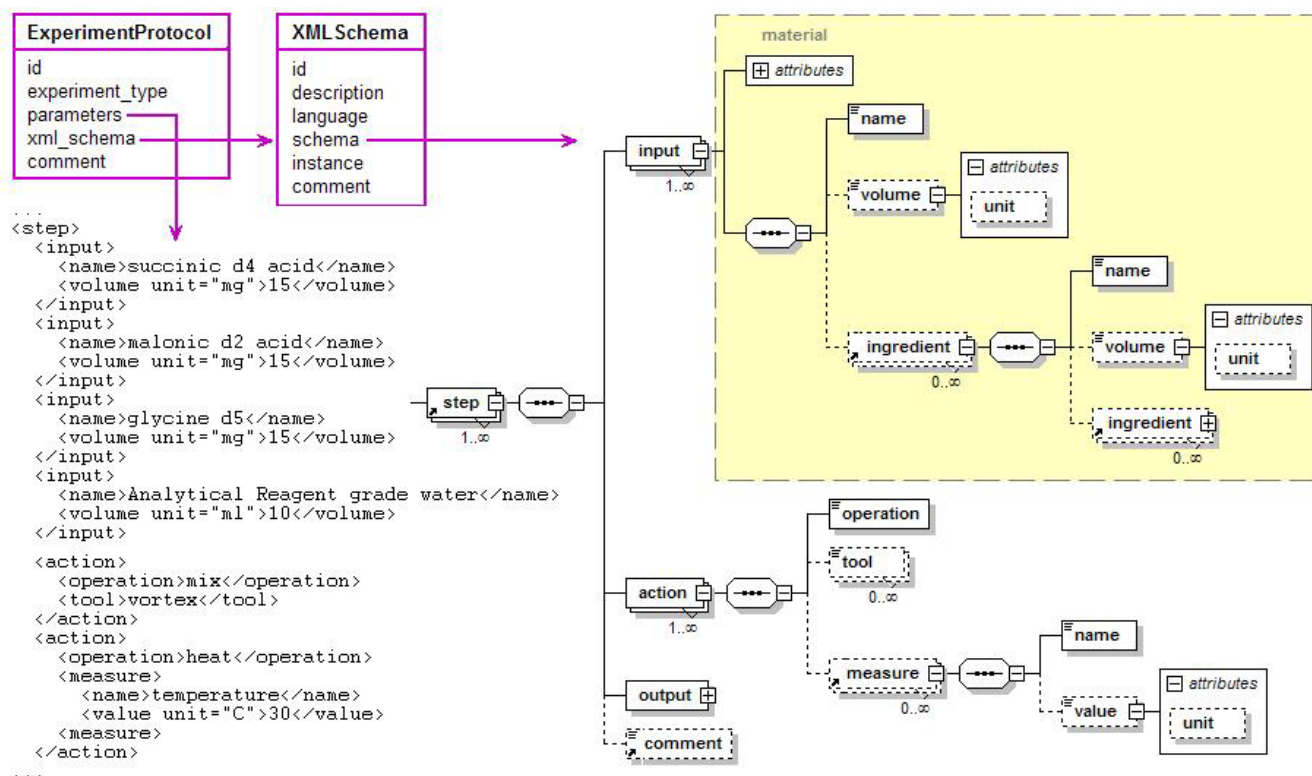 ExperimentProtocol
id
experiment_type
parameters
xml_schema
comment
XMLSchema
id
description
language
schema
instance
comment
...
<step>
<input>
<name>succinic d4 acid</name>
<volume unit="mg">15</volume>
</input>
<input>
<name>malonic d2 acid</name>
<volume unit="mg">15</volume>
</input>
<input>
<name>glycine d5</name>
<volume unit="mg">15</volume>
</input>
<input>
<name>Analytical Reagent grade water</name>
<volume unit="ml">10</volume>
</input>
<action>
<operation>mix</operation>
<tool>vortex</tool>
</action>
<action>
<operation>heat</operation>
<measure>
<name>temperature</name>
<value unit="C">30</value>
<measure>
</action>
...
step
1..∞
input
1..∞
material
attributes
name
volume
attributes
unit
ingredient
0..∞
name
volume
attributes
unit
ingredient
0..∞
action
1..∞
operation
tool
0..∞
measure
0..∞
name
value
attributes
unit
output
comment